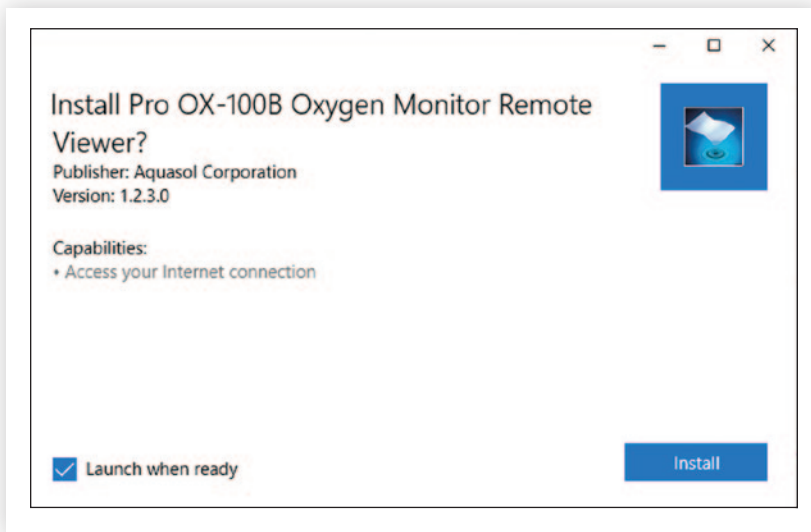 Install Pro OX-100B Oxygen Monitor Remote
Viewer?
Publisher: Aquasol Corporation
Version: 1.2.3.0
Capabilities:
• Access your Internet connection
Launch when ready
Install